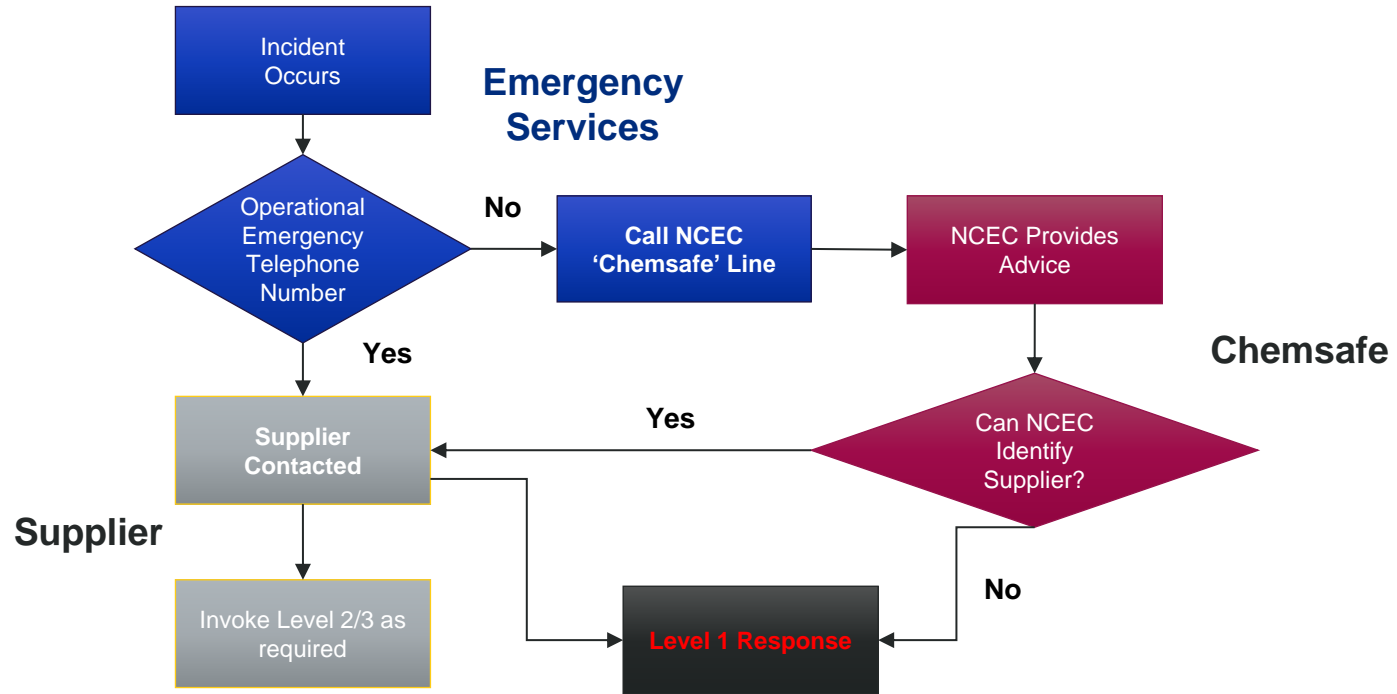 Incident
Occurs
Emergency
Services
Operational
Emergency
Telephone
Number
No
Call NCEC
‘Chemsafe’ Line
NCEC Provides
Advice
Yes
Chemsafe
Supplier
Contacted
Yes
Can NCEC
Identify
Supplier?
Supplier
Invoke Level 2/3 as
required
Level 1 Response
No